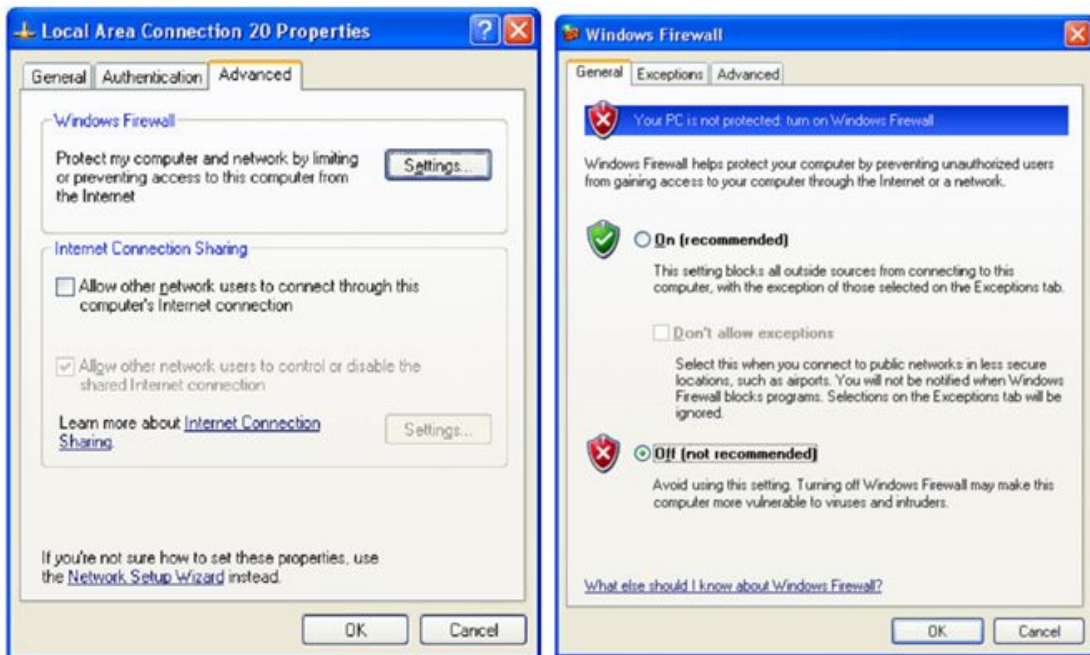 Local Area Connection 20 Properties
General
Authentication
Advanced
Windows Firewall
Protect my computer and network by limiting
or preventing access to this computer from
the Internet
Settings...
Internet Connection Sharing
Allow other network users to connect through this
computer's Internet connection
Allow other network users to control or disable the
shared Internet connection
Learn more about Internet Connection
Sharing.
Settings...
If you're not sure how to set these properties, use
the Network Setup Wizard instead.
OK
Cancel
Windows Firewall
General
Exceptions
Advanced
Your PC is not protected: turn on Windows Firewall
Windows Firewall helps protect your computer by preventing unauthorized users
from gaining access to your computer through the Internet or a network.
On (recommended)
This setting blocks all outside sources from connecting to this
computer, with the exception of those selected on the Exceptions tab.
Don't allow exceptions
Select this when you connect to public networks in less secure
locations, such as airports. You will not be notified when Windows
Firewall blocks programs. Selections on the Exceptions tab will be
ignored.
Off (not recommended)
Avoid using this setting. Turning off Windows Firewall may make this
computer more vulnerable to viruses and intruders.
What else should I know about Windows Firewall?
OK
Cancel